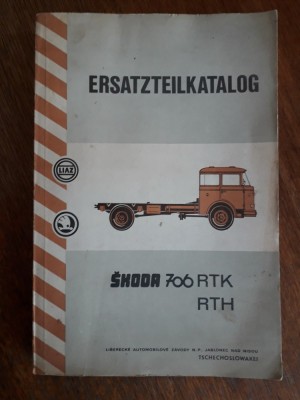 ERSATZTEILKATALOG
LIAZ
ŠKODA 706 RTK
RTH
LIBERECKÉ AUTOMOBILOVÉ ZÁVODY N. P. JABLONEC NAD NISOU
TSCHECHOSLOWAKEI